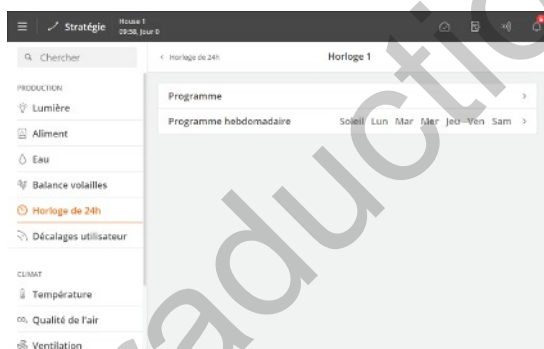 Stratégie
House 1
09:58, Jour 0
Chercher
< Horloge de 24h
Horloge 1
PRODUCTION
Lumière
Aliment
Eau
Balance volailles
Horloge de 24h
Décalages utilisateur
CLIMAT
Température
Qualité de l'air
Ventilation
Programme >
Programme hebdomadaire Soleil Lun Mar Mer Jeu Ven Sam >
raduction